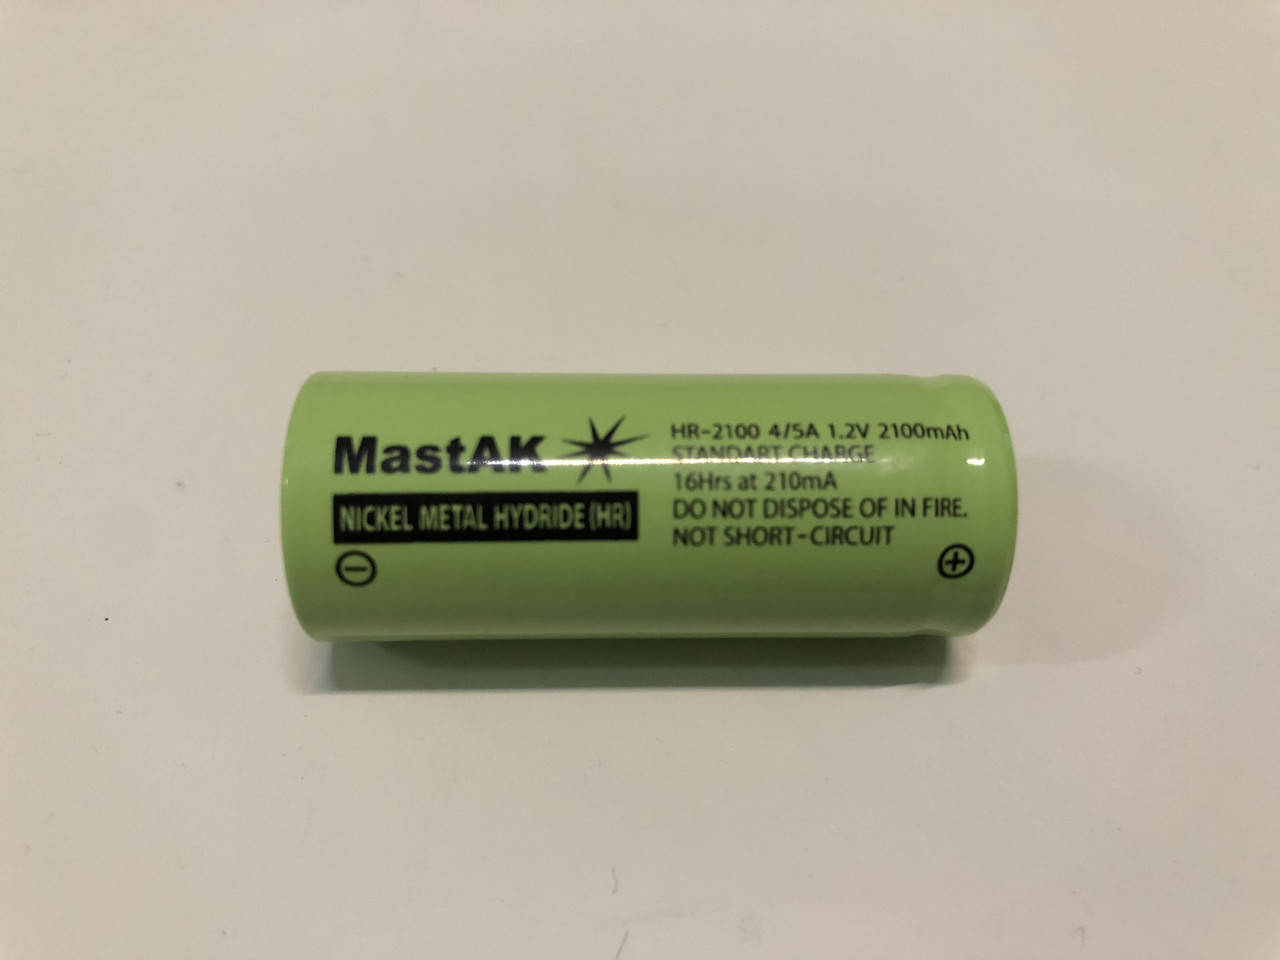 MastAK
NICKEL METAL HYDRIDE (HR)
HR-2100 4/5A 1.2V 2100mAh
STANDART CHARGE
16Hrs at 210mA
DO NOT DISPOSE OF IN FIRE.
NOT SHORT-CIRCUIT